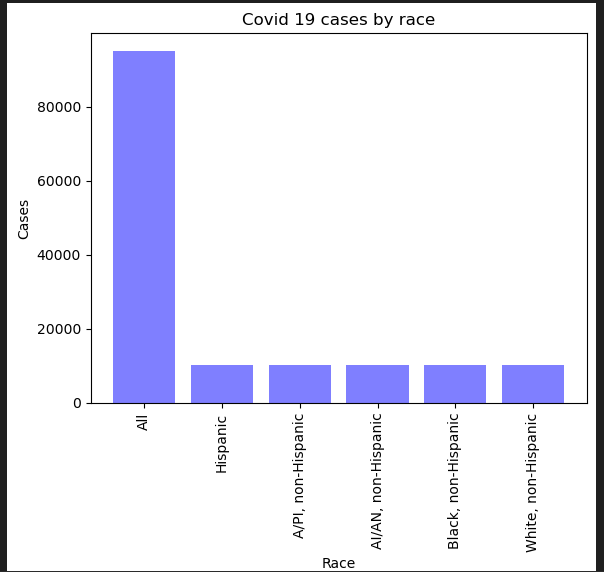 Covid 19 cases by race
Cases
80000
60000
40000
20000
0
All
Hispanic
A/PI, non-Hispanic
AI/AN, non-Hispanic
Black, non-Hispanic
White, non-Hispanic
Race